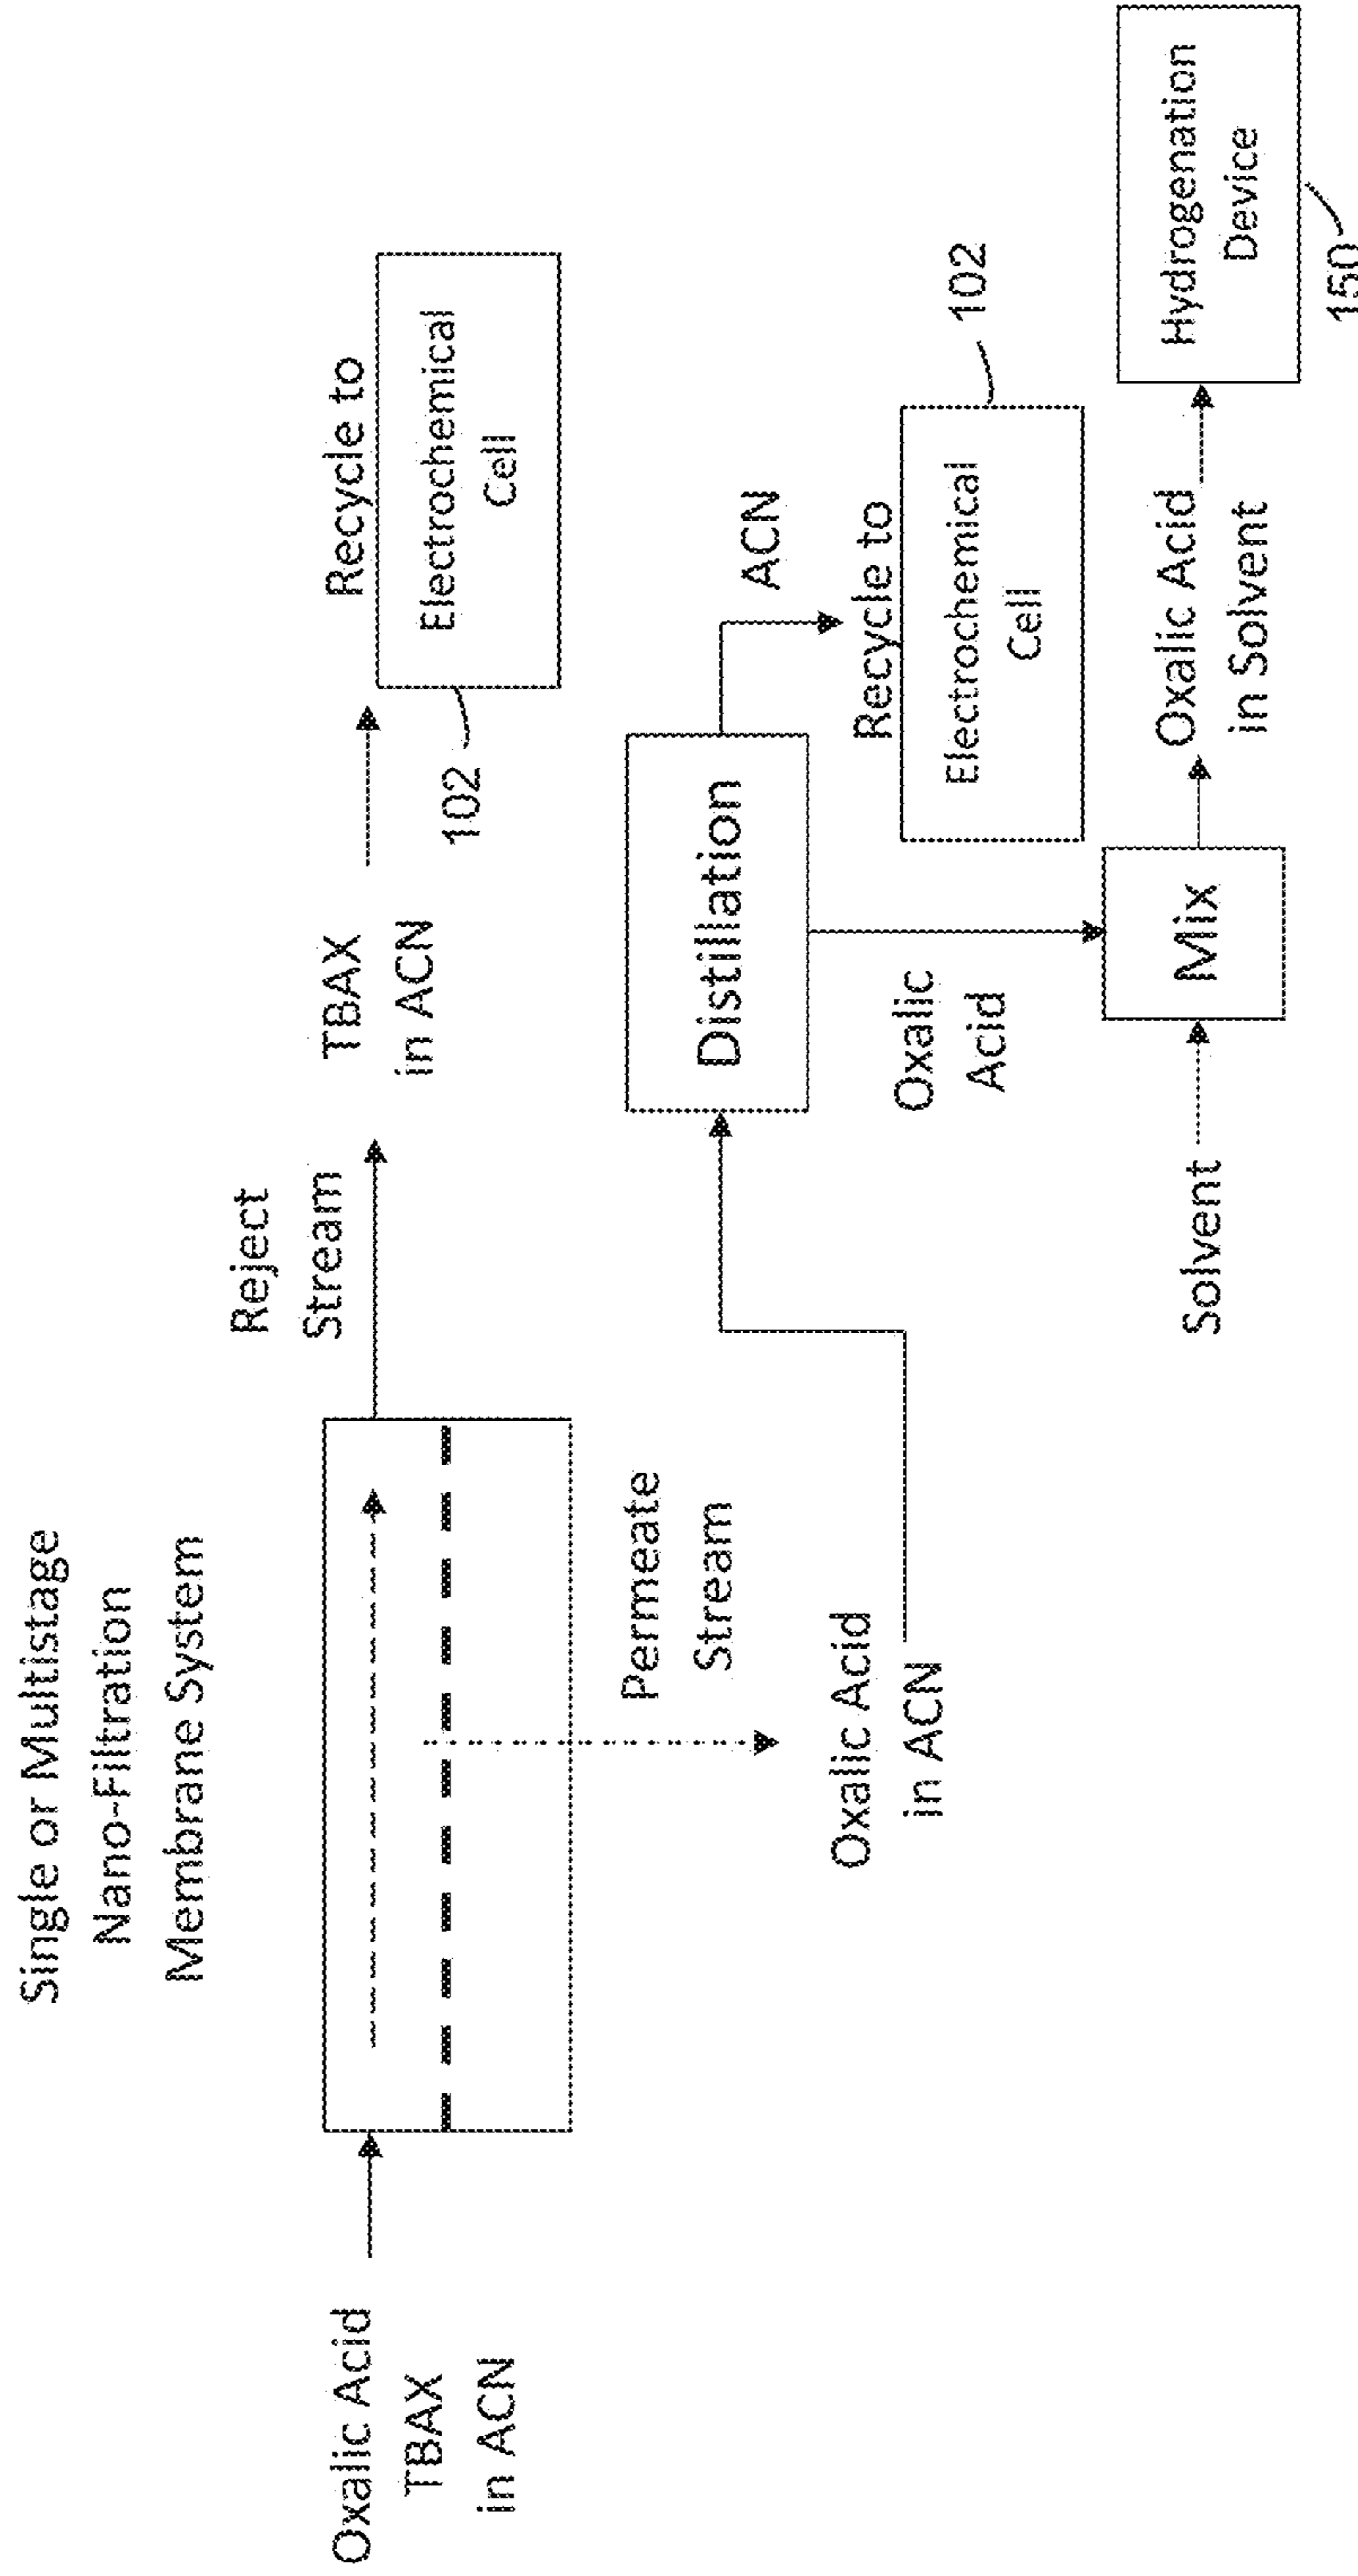 Single or Multistage
Nano-Filtration
Membrane System
Oxalic Acid
TBAX
in ACN
Reject
Stream
TBAX
in ACN
Recycle to
Electrochemical
Cell
102
Permeate
Stream
Oxalic Acid
in ACN
Distillation
ACN
Recycle to
Electrochemical
Cell
102
Oxalic
Acid
Solvent
Mix
Oxalic Acid
in Solvent
Hydrogenation
Device
150